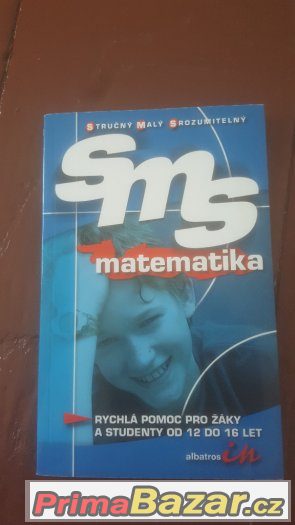 STRUČNÝ MALÝ SROZUMITELNÝ
sms
matematika
RYCHLÁ POMOC PRO ŽÁKY
A STUDENTY OD 12 DO 16 LET
albatros in
PrimaBazar.cz